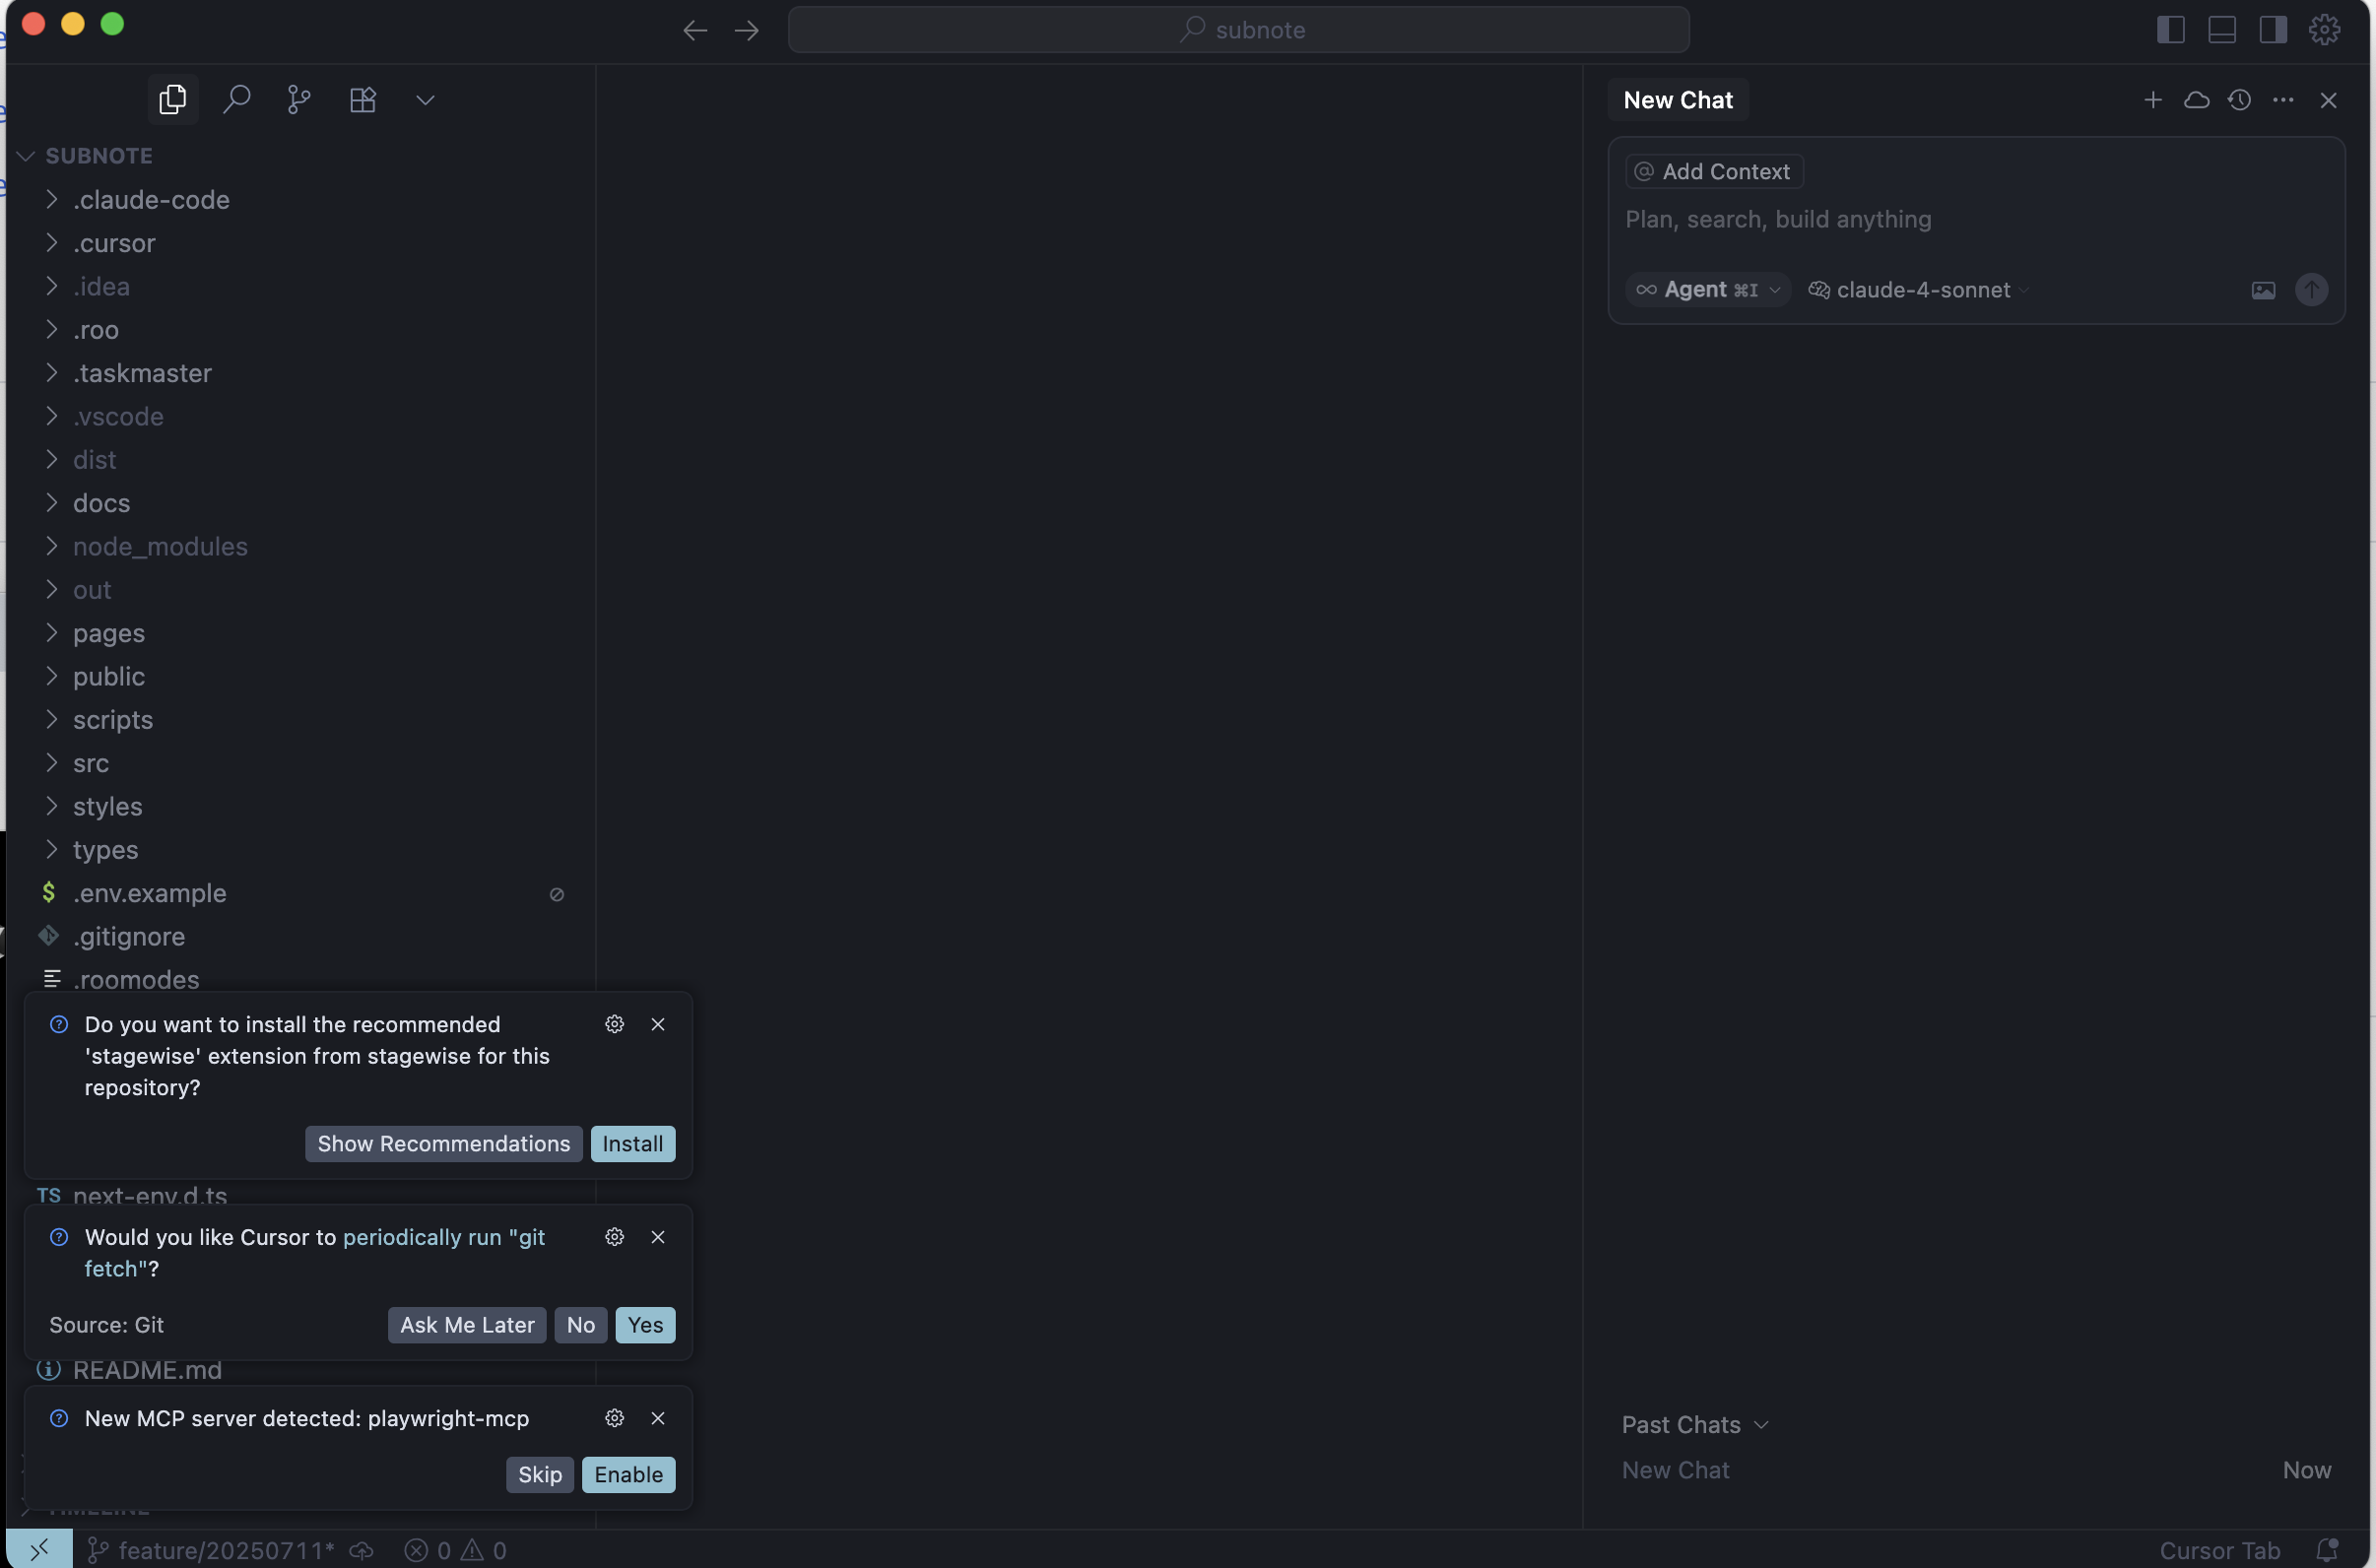 subnote
SUBNOTE
.claude-code
.cursor
.idea
.roo
.taskmaster
.vscode
dist
docs
node_modules
out
pages
public
scripts
src
styles
types
$ .env.example
.gitignore
.roomodes
Do you want to install the recommended
'stagewise' extension from stagewise for this
repository?
Show Recommendations Install
TS next-env.d.ts
Would you like Cursor to periodically run "git
fetch"?
Source: Git Ask Me Later No Yes
README.md
New MCP server detected: playwright-mcp
Skip Enable
TIMELINE
feature/20250711* 0 0
New Chat
@ Add Context
Plan, search, build anything
Agent ⌘I claude-4-sonnet
Past Chats
New Chat Now
Cursor Tab